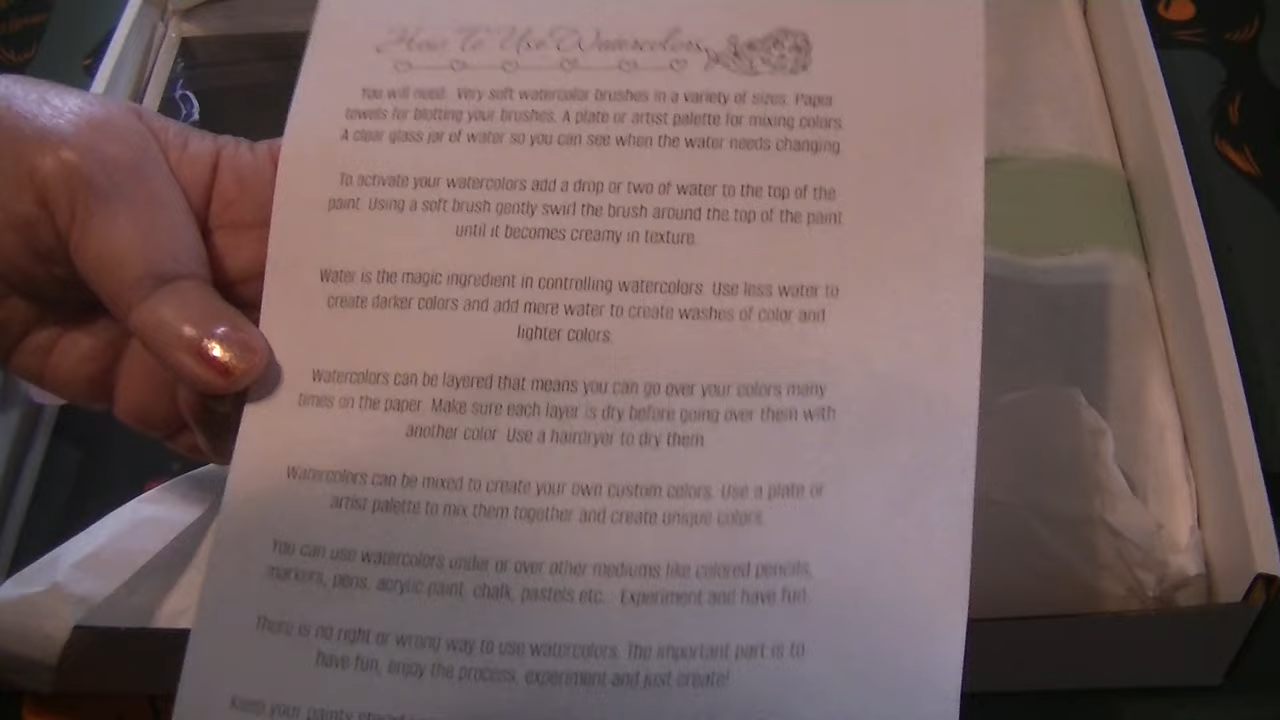 How To Use Watercolors
You will need: Very soft watercolor brushes in a variety of sizes. Paper
towels for blotting your brushes. A plate or artist palette for mixing colors.
A clear glass jar of water so you can see when the water needs changing.
To activate your watercolors add a drop or two of water to the top of the
paint. Using a soft brush gently swirl the brush around the top of the paint
until it becomes creamy in texture.
Water is the magic ingredient in controlling watercolors. Use less water to
create darker colors and add more water to create washes of color and
lighter colors.
Watercolors can be layered that means you can go over your colors many
times on the paper. Make sure each layer is dry before going over them with
another color. Use a hairdryer to dry them.
Watercolors can be mixed to create your own custom colors. Use a plate or
artist palette to mix them together and create unique colors.
You can use watercolors under or over other mediums like colored pencils,
markers, pens, acrylic paint, chalk, pastels etc... Experiment and have fun.
There is no right or wrong way to use watercolors. The important part is to
have fun, enjoy the process, experiment and just create!
Keep your paints